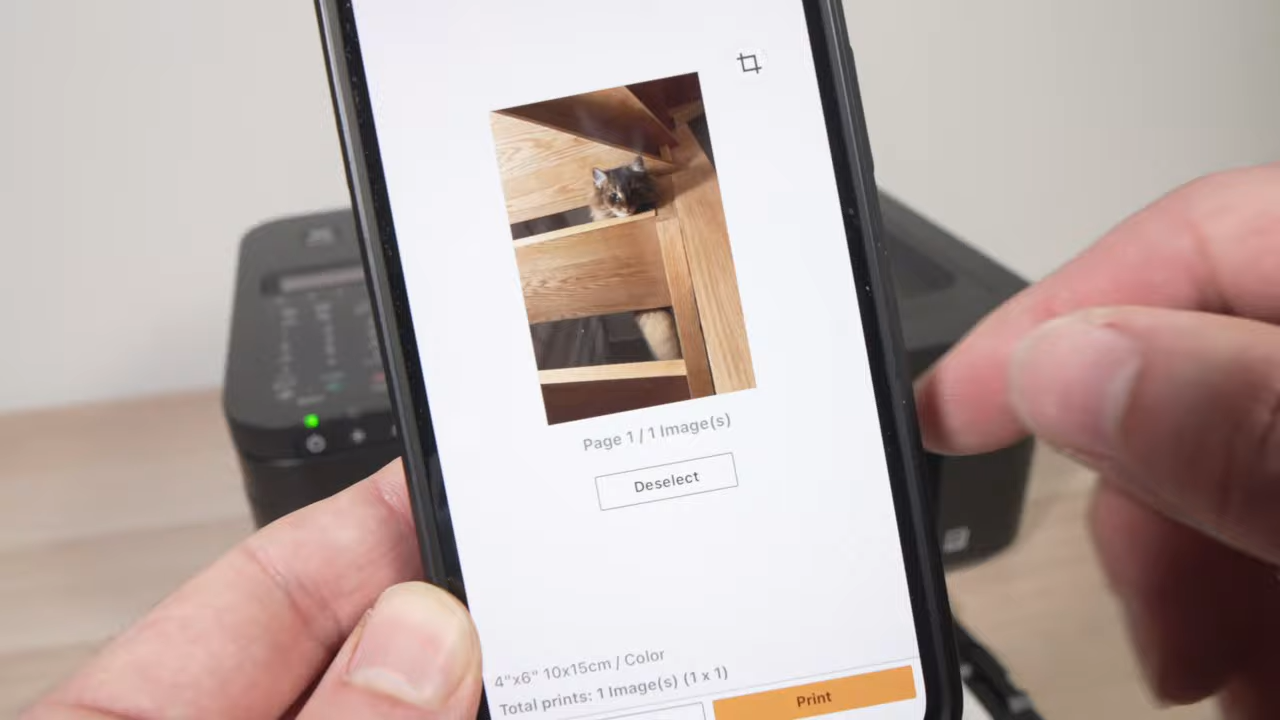 Page 1 / 1 Image(s)
Deselect
4"x6" 10x15cm / Color
Total prints: 1 Image(s) (1 x 1)
Print